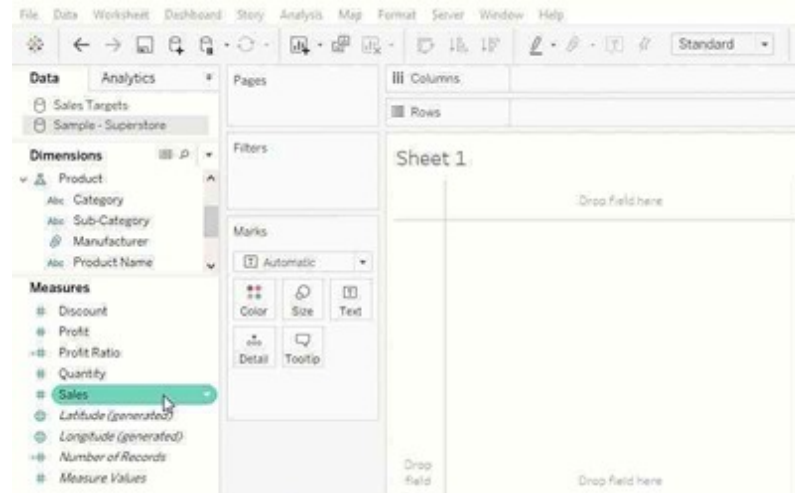 File Data Worksheet Dashboard Story Analysis Map Format Server Window Help
Standard
Data Analytics
Sales Targets
Sample - Superstore
Dimensions
Product
Abc Category
Abc Sub-Category
Manufacturer
Abc Product Name
Measures
# Discount
# Profit
=# Profit Ratio
# Quantity
# Sales
Latitude (generated)
Longitude (generated)
=# Number of Records
# Measure Values
Pages
Filters
Marks
T Automatic
Color Size Text
Detail Tooltip
Columns
Rows
Sheet 1
Drop field here
Drop
field
Drop field here